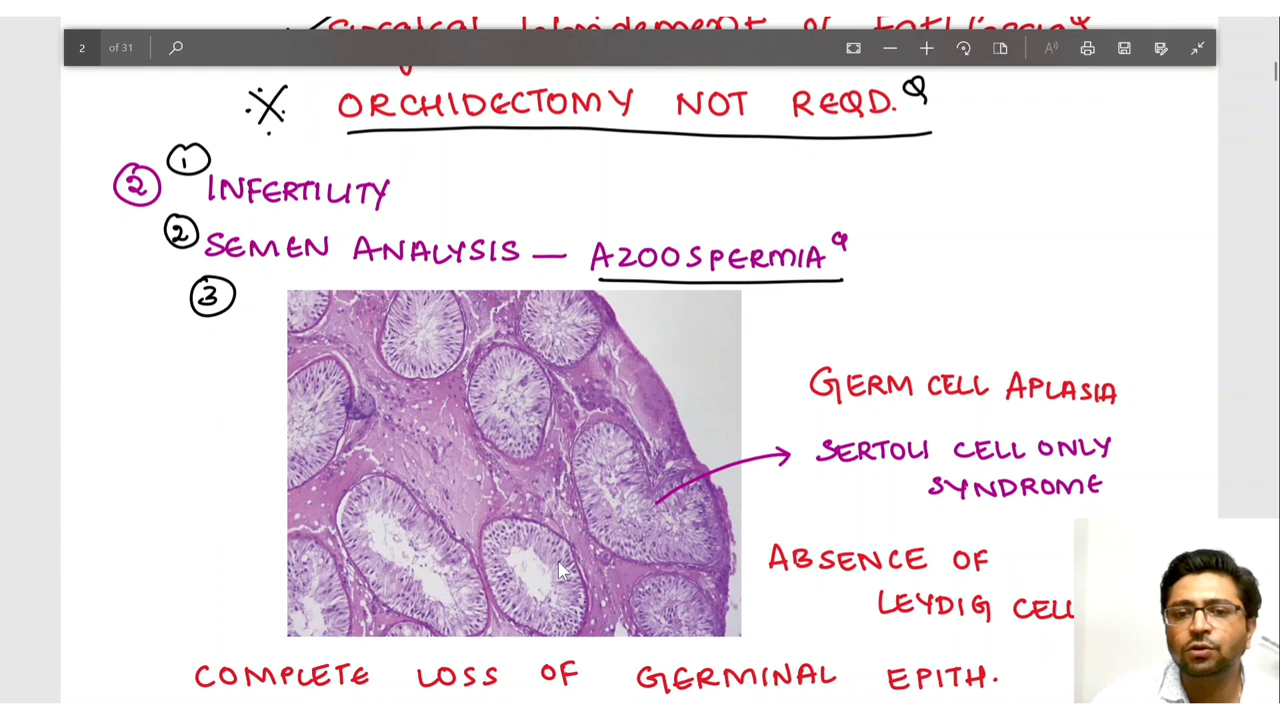 2 of 31
ORCHIDECTOMY NOT REQD. Q
① INFERTILITY
②
② SEMEN ANALYSIS — AZOOSPERMIA Q
③
GERM CELL APLASIA
SERTOLI CELL ONLY
SYNDROME
ABSENCE OF
LEYDIG CELL
COMPLETE LOSS OF GERMINAL EPITH.